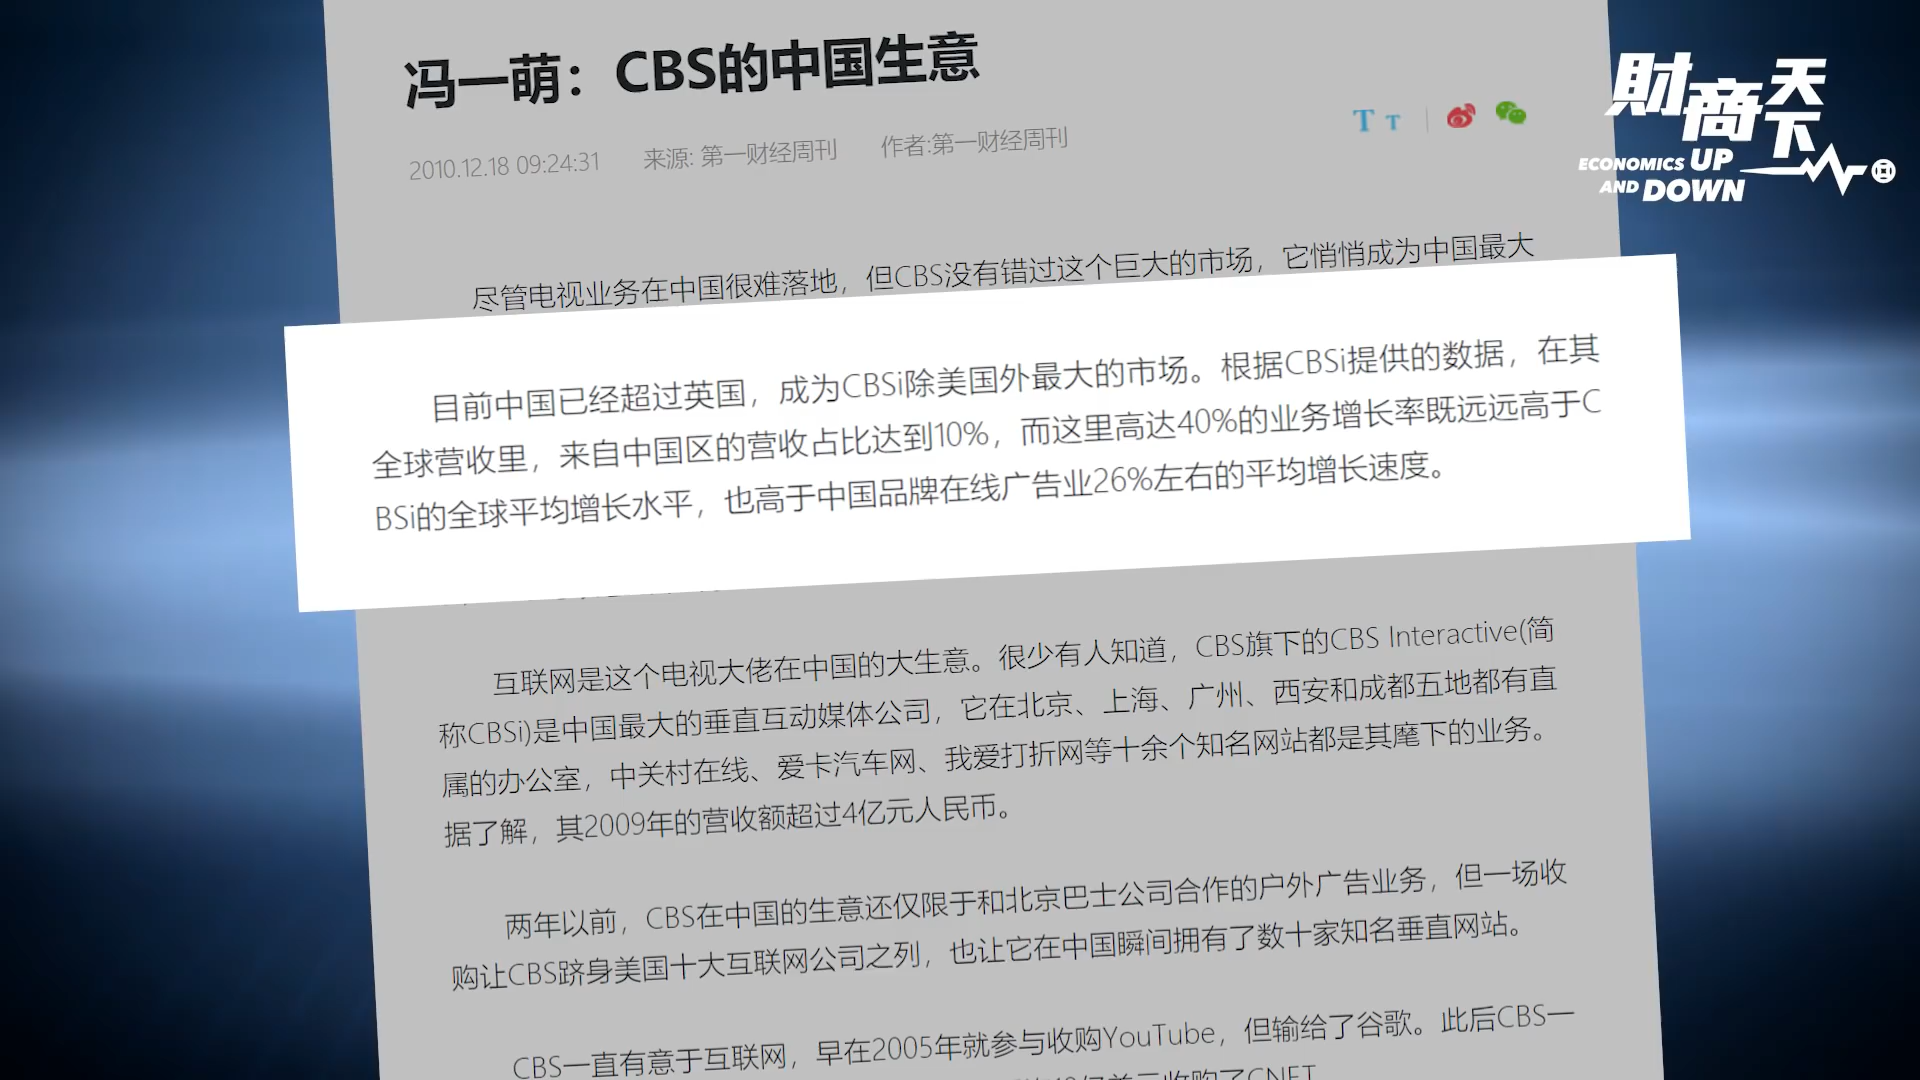 冯一萌：CBS的中国生意
2010.12.18 09:24:31 来源: 第一财经周刊 作者:第一财经周刊
T T
財商天下
ECONOMICS UP
AND DOWN
尽管电视业务在中国很难落地，但CBS没有错过这个巨大的市场，它悄悄成为中国最大
目前中国已经超过英国，成为CBSi除美国外最大的市场。根据CBSi提供的数据，在其
全球营收里，来自中国区的营收占比达到10%，而这里高达40%的业务增长率既远远高于C
BSi的全球平均增长水平，也高于中国品牌在线广告业26%左右的平均增长速度。
互联网是这个电视大佬在中国的大生意。很少有人知道，CBS旗下的CBS Interactive(简
称CBSi)是中国最大的垂直互动媒体公司，它在北京、上海、广州、西安和成都五地都有直
属的办公室，中关村在线、爱卡汽车网、我爱打折网等十余个知名网站都是其麾下的业务。
据了解，其2009年的营收额超过4亿元人民币。
两年以前，CBS在中国的生意还仅限于和北京巴士公司合作的户外广告业务，但一场收
购让CBS跻身美国十大互联网公司之列，也让它在中国瞬间拥有了数十家知名垂直网站。
CBS一直有意于互联网，早在2005年就参与收购YouTube，但输给了谷歌。此后CBS一
收购了CNET